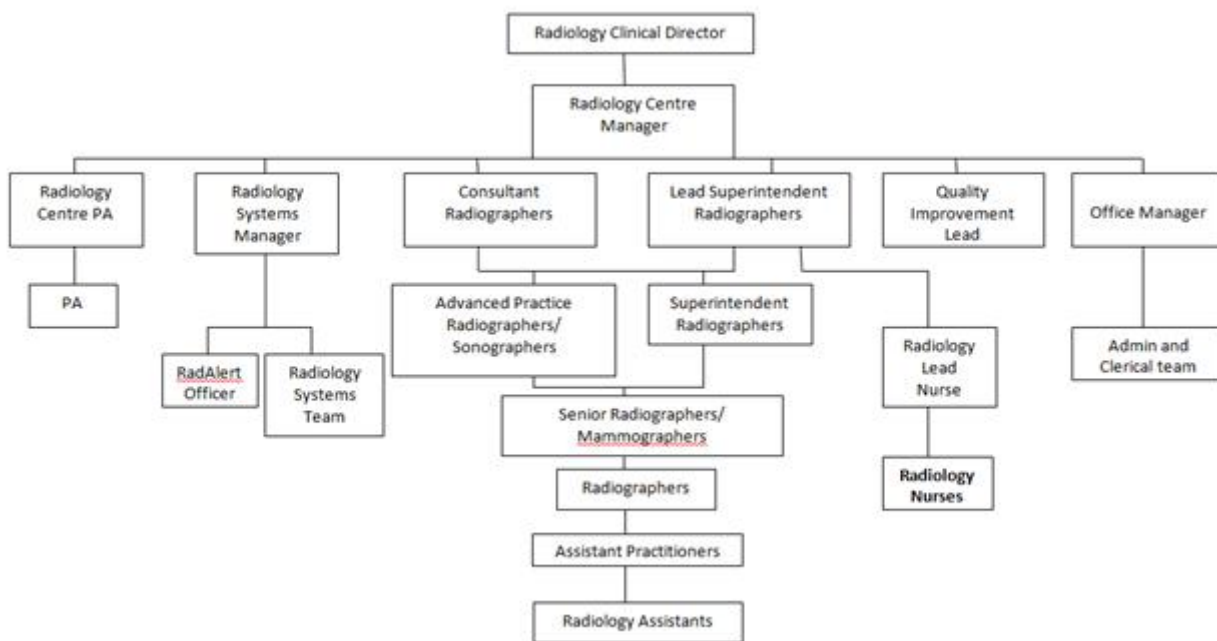 Radiology Clinical Director
Radiology Centre
Manager
Radiology
Centre PA
Radiology
Systems
Manager
Consultant
Radiographers
Lead Superintendent
Radiographers
Quality
Improvement
Lead
Office Manager
PA
Advanced Practice
Radiographers/
Sonographers
Superintendent
Radiographers
RadAlert
Officer
Radiology
Systems
Team
Radiology
Lead
Nurse
Admin and
Clerical team
Senior Radiographers/
Mammographers
Radiology
Nurses
Radiographers
Assistant Practitioners
Radiology Assistants